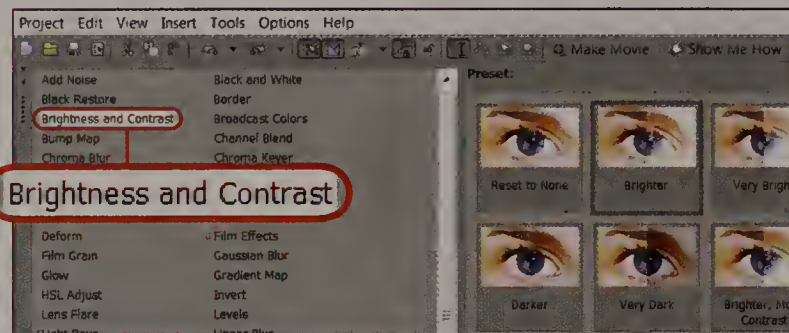 Project Edit View Insert Tools Options Help
Make Movie Show Me How
Add Noise Black and White
Black Restore Border
Brightness and Contrast Broadcast Colors
Bump Map Channel Blend
Chroma Blur Chroma Keyer
Brightness and Contrast
Deform Film Effects
Film Grain Gaussian Blur
Glow Gradient Map
HSL Adjust Invert
Lens Flare Levels
Preset:
Reset to None Brighter Very Brigh
Darker Very Dark Brighter, Mo
Contrast